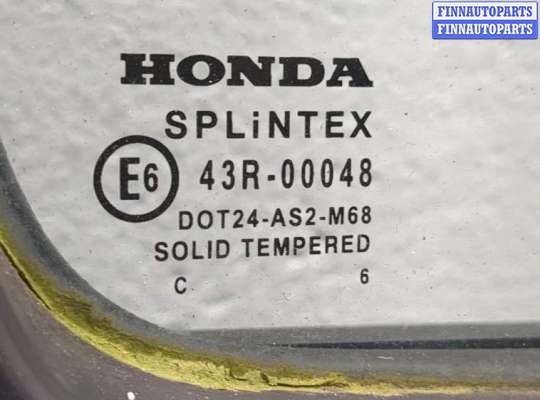 FINNAUTOPARTS
FINNAUTOPARTS
HONDA
SPLiNTEX
E6 43R-00048
DOT24-AS2-M68
SOLID TEMPERED
C 6